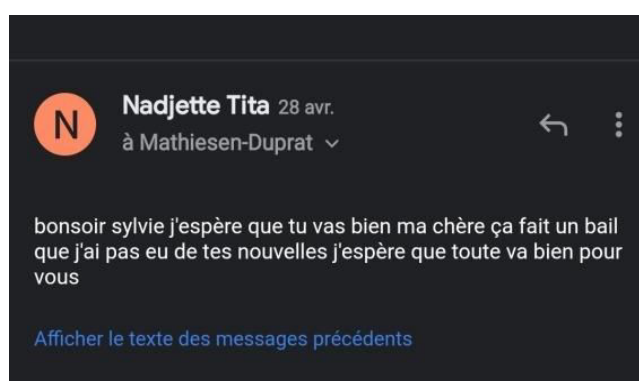 N
Nadjette Tita 28 avr.
à Mathiesen-Duprat
bonsoir sylvie j'espère que tu vas bien ma chère ça fait un bail
que j'ai pas eu de tes nouvelles j'espère que toute va bien pour
vous
Afficher le texte des messages précédents